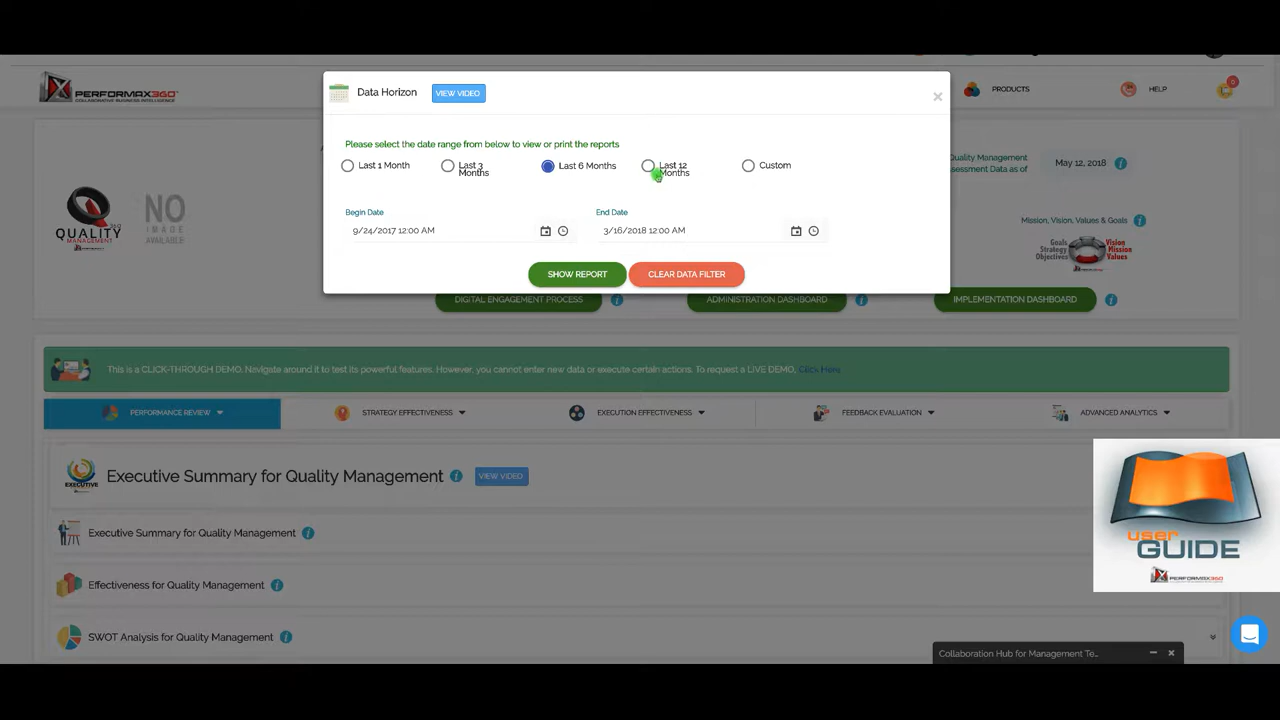 Data Horizon
VIEW VIDEO
×
Please select the date range from below to view or print the reports
Last 1 Month
Last 3
Months
Last 6 Months
Last 12
Months
Custom
Begin Date
End Date
9/24/2017 12:00 AM
3/16/2018 12:00 AM
SHOW REPORT
CLEAR DATA FILTER
PERFORMAX360
COLLABORATIVE BUSINESS INTELLIGENCE
PRODUCTS
HELP
0
QUALITY
MANAGEMENT
NO
IMAGE
AVAILABLE
Quality Management
May 12, 2018
Mission, Vision, Values & Goals
Goals
Strategy
Objectives
Vision
Mission
Values
DIGITAL ENGAGEMENT PROCESS
ADMINISTRATION DASHBOARD
IMPLEMENTATION DASHBOARD
This is a CLICK-THROUGH DEMO. Navigate around it to test its powerful features. However, you cannot enter new data or execute certain actions. To request a LIVE DEMO, Click Here
PERFORMANCE REVIEW
STRATEGY EFFECTIVENESS
EXECUTION EFFECTIVENESS
FEEDBACK EVALUATION
ADVANCED ANALYTICS
EXECUTIVE
Executive Summary for Quality Management
VIEW VIDEO
Executive Summary for Quality Management
Effectiveness for Quality Management
SWOT Analysis for Quality Management
user
GUIDE
PERFORMAX360
Collaboration Hub for Management Te...